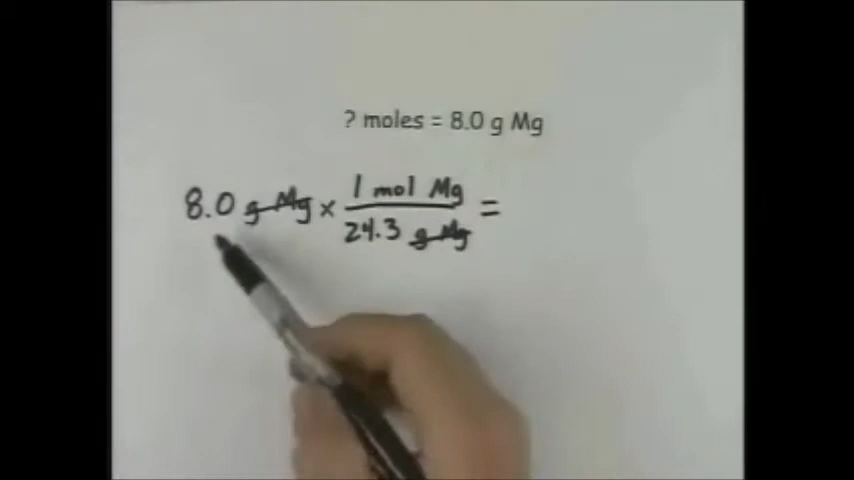 ? moles = 8.0 g Mg
8.0 g Mg × 1 mol Mg / 24.3 g Mg =